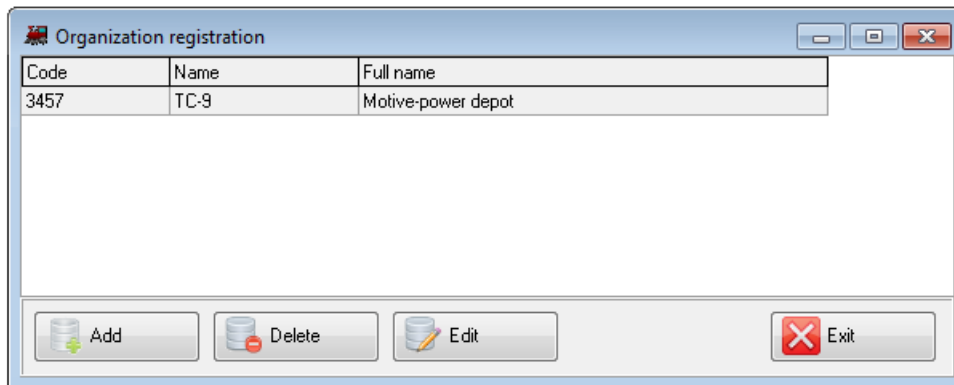 Organization registration
Code Name Full name
3457 TC-9 Motive-power depot
Add Delete Edit Exit